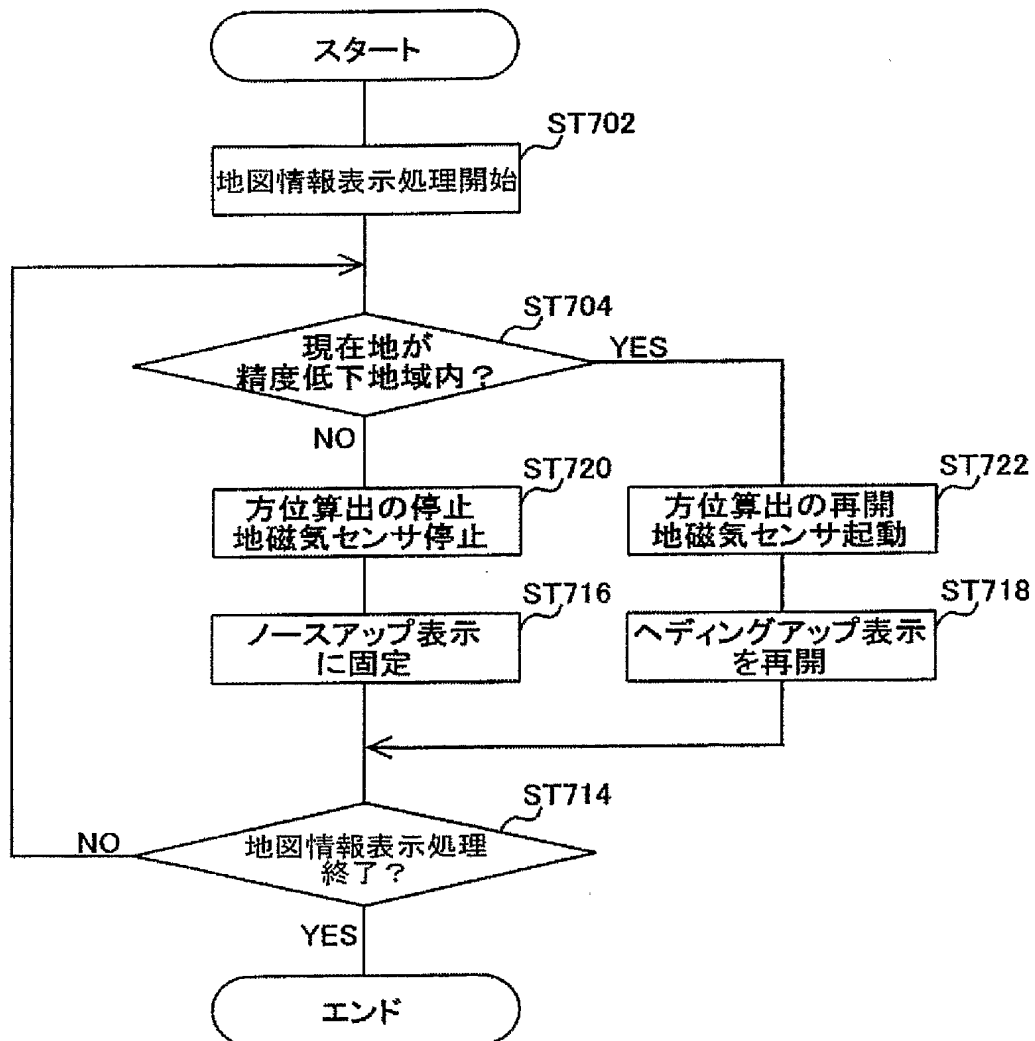 スタート
ST702
地図情報表示処理開始
ST704
現在地が
精度低下地域内？
YES
NO
ST720
方位算出の停止
地磁気センサ停止
ST722
方位算出の再開
地磁気センサ起動
ST716
ノースアップ表示
に固定
ST718
ヘディングアップ表示
を再開
ST714
地図情報表示処理
終了？
NO
YES
エンド